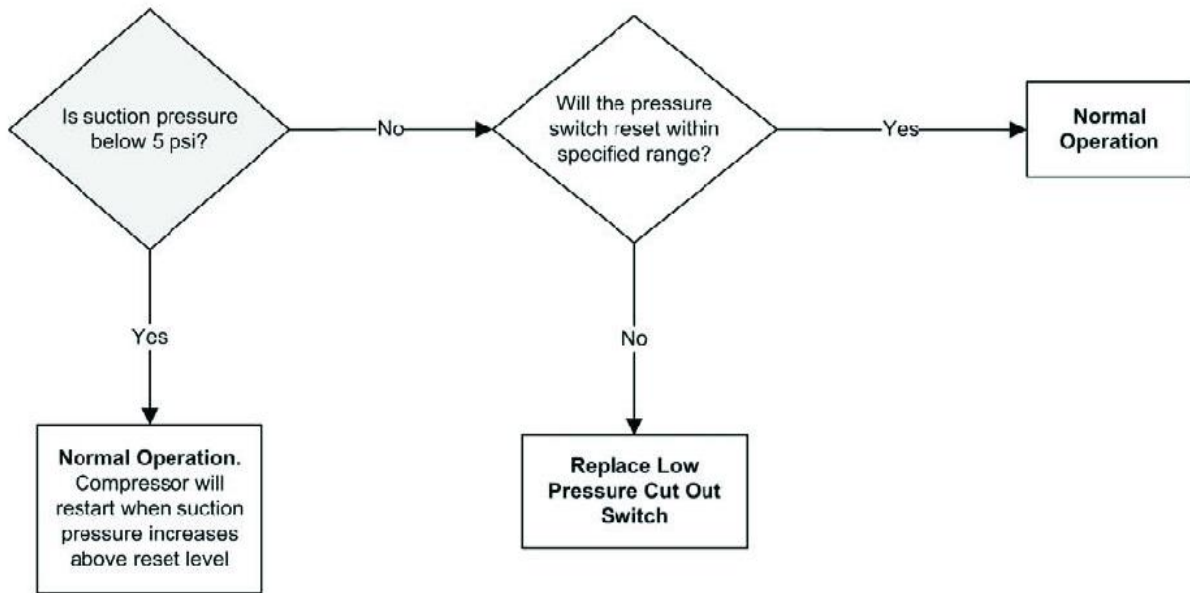 Is suction pressure
below 5 psi?
No
Will the pressure
switch reset within
specified range?
Yes
Normal
Operation
Yes
No
Normal Operation.
Compressor will
restart when suction
pressure increases
above reset level
Replace Low
Pressure Cut Out
Switch